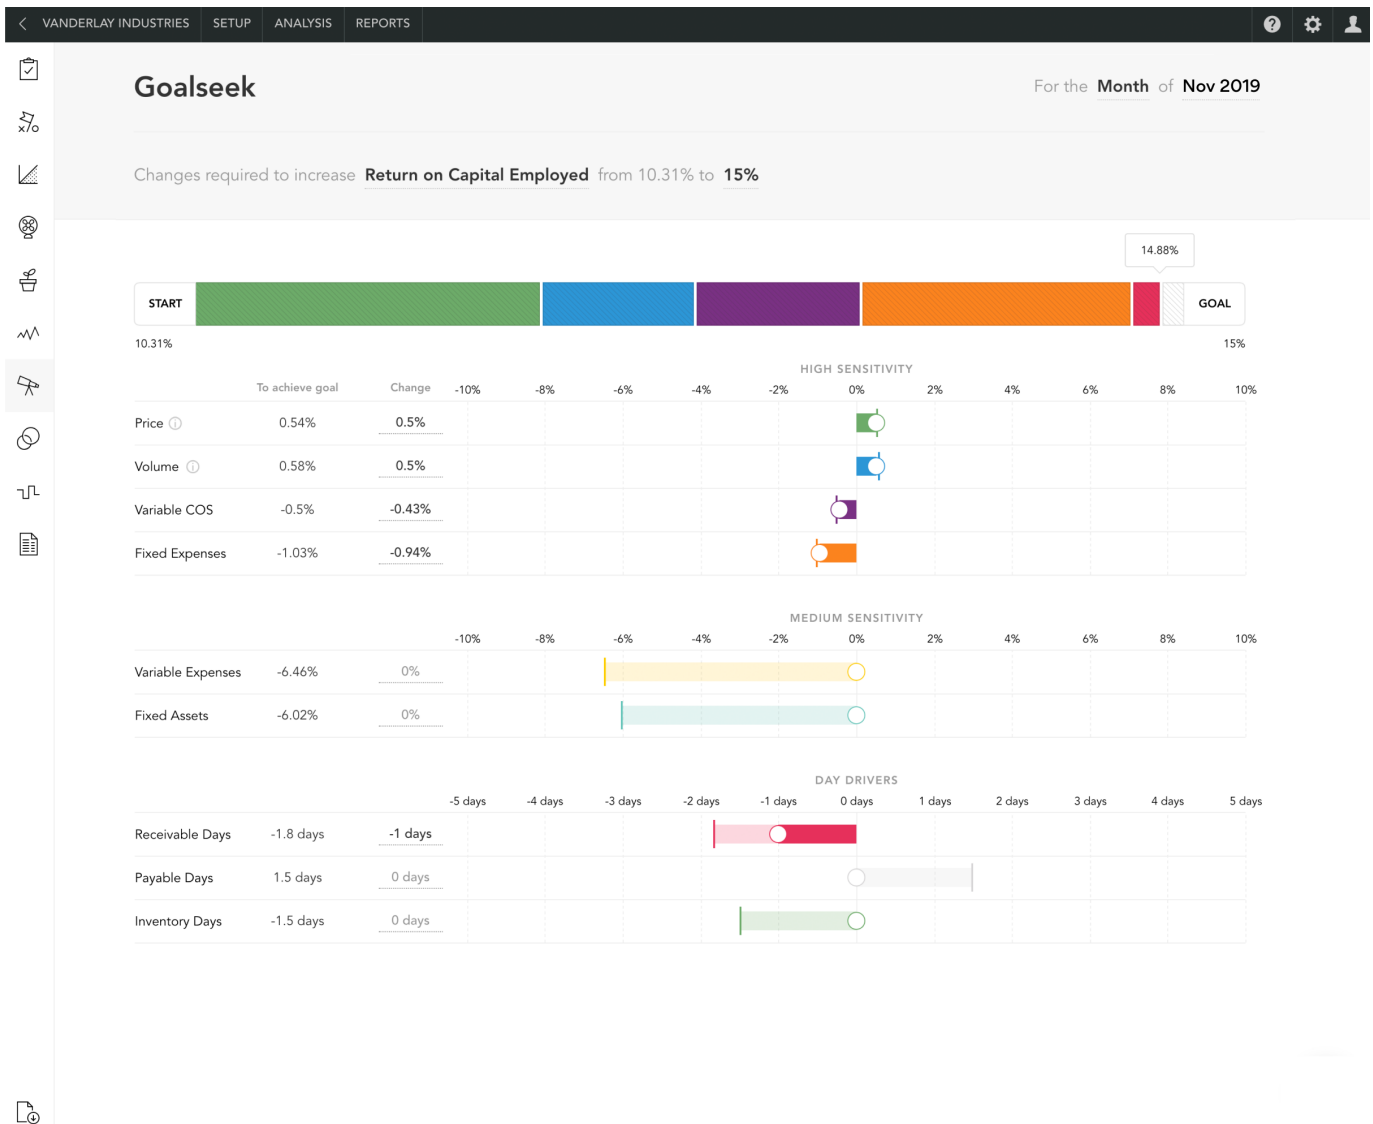 VANDERLAY INDUSTRIES SETUP ANALYSIS REPORTS
Goalseek
For the Month of Nov 2019
Changes required to increase Return on Capital Employed from 10.31% to 15%
14.88%
START GOAL
10.31% 15%
HIGH SENSITIVITY
To achieve goal Change -10% -8% -6% -4% -2% 0% 2% 4% 6% 8% 10%
Price 0.54% 0.5%
Volume 0.58% 0.5%
Variable COS -0.5% -0.43%
Fixed Expenses -1.03% -0.94%
MEDIUM SENSITIVITY
-10% -8% -6% -4% -2% 0% 2% 4% 6% 8% 10%
Variable Expenses -6.46% 0%
Fixed Assets -6.02% 0%
DAY DRIVERS
-5 days -4 days -3 days -2 days -1 days 0 days 1 days 2 days 3 days 4 days 5 days
Receivable Days -1.8 days -1 days
Payable Days 1.5 days 0 days
Inventory Days -1.5 days 0 days